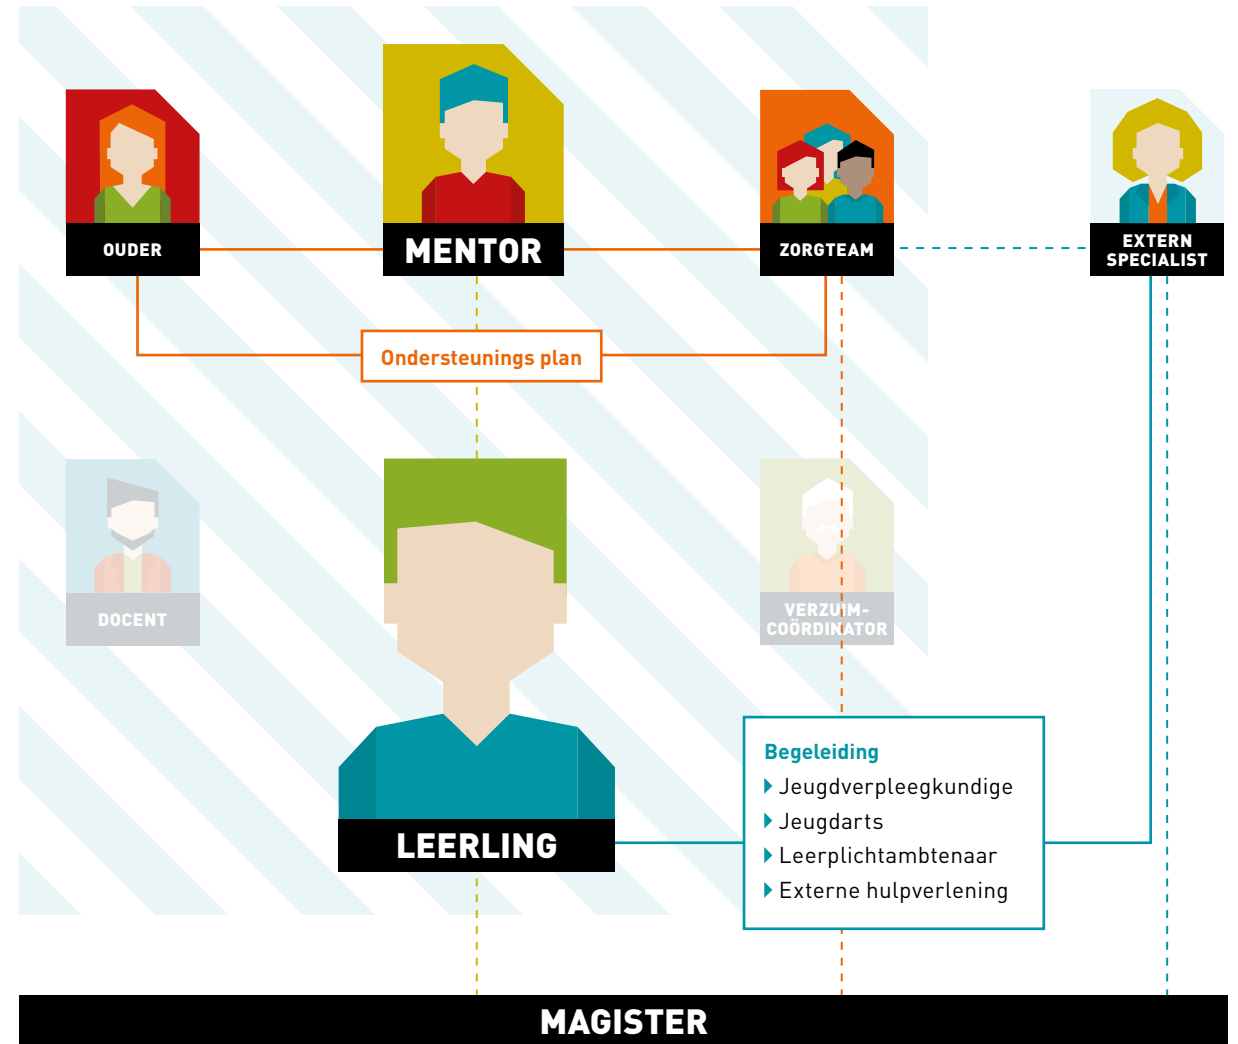 OUDER
MENTOR
ZORGTEAM
EXTERN
SPECIALIST
Ondersteunings plan
DOCENT
VERZUIM-
COÖRDINATOR
Begeleiding
Jeugdverpleegkundige
Jeugdarts
Leerplichtambtenaar
Externe hulpverlening
LEERLING
MAGISTER